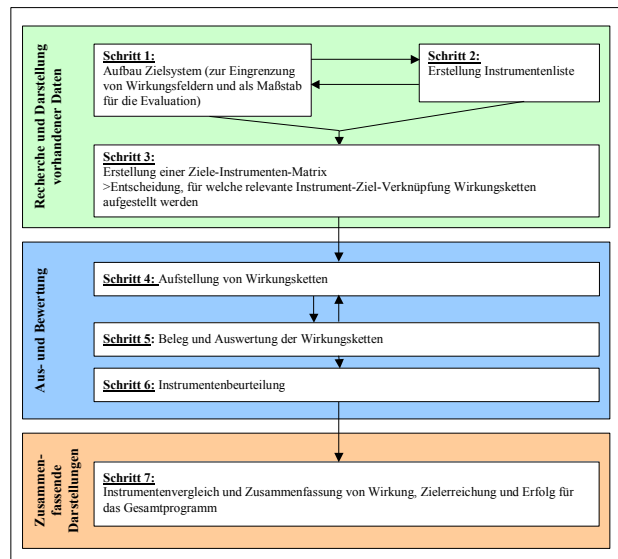 Recherche und Darstellung
vorhandener Daten
Schritt 1:
Aufbau Zielsystem (zur Eingrenzung
von Wirkungsfeldern und als Maßstab
für die Evaluation)
Schritt 2:
Erstellung Instrumentenliste
Schritt 3:
Erstellung einer Ziele-Instrumenten-Matrix
>Entscheidung, für welche relevante Instrument-Ziel-Verknüpfung Wirkungsketten
aufgestellt werden
Aus- und Bewertung
Schritt 4: Aufstellung von Wirkungsketten
Schritt 5: Beleg und Auswertung der Wirkungsketten
Schritt 6: Instrumentenbeurteilung
Zusammen-
fassende
Darstellungen
Schritt 7:
Instrumentenvergleich und Zusammenfassung von Wirkung, Zielerreichung und Erfolg für
das Gesamtprogramm